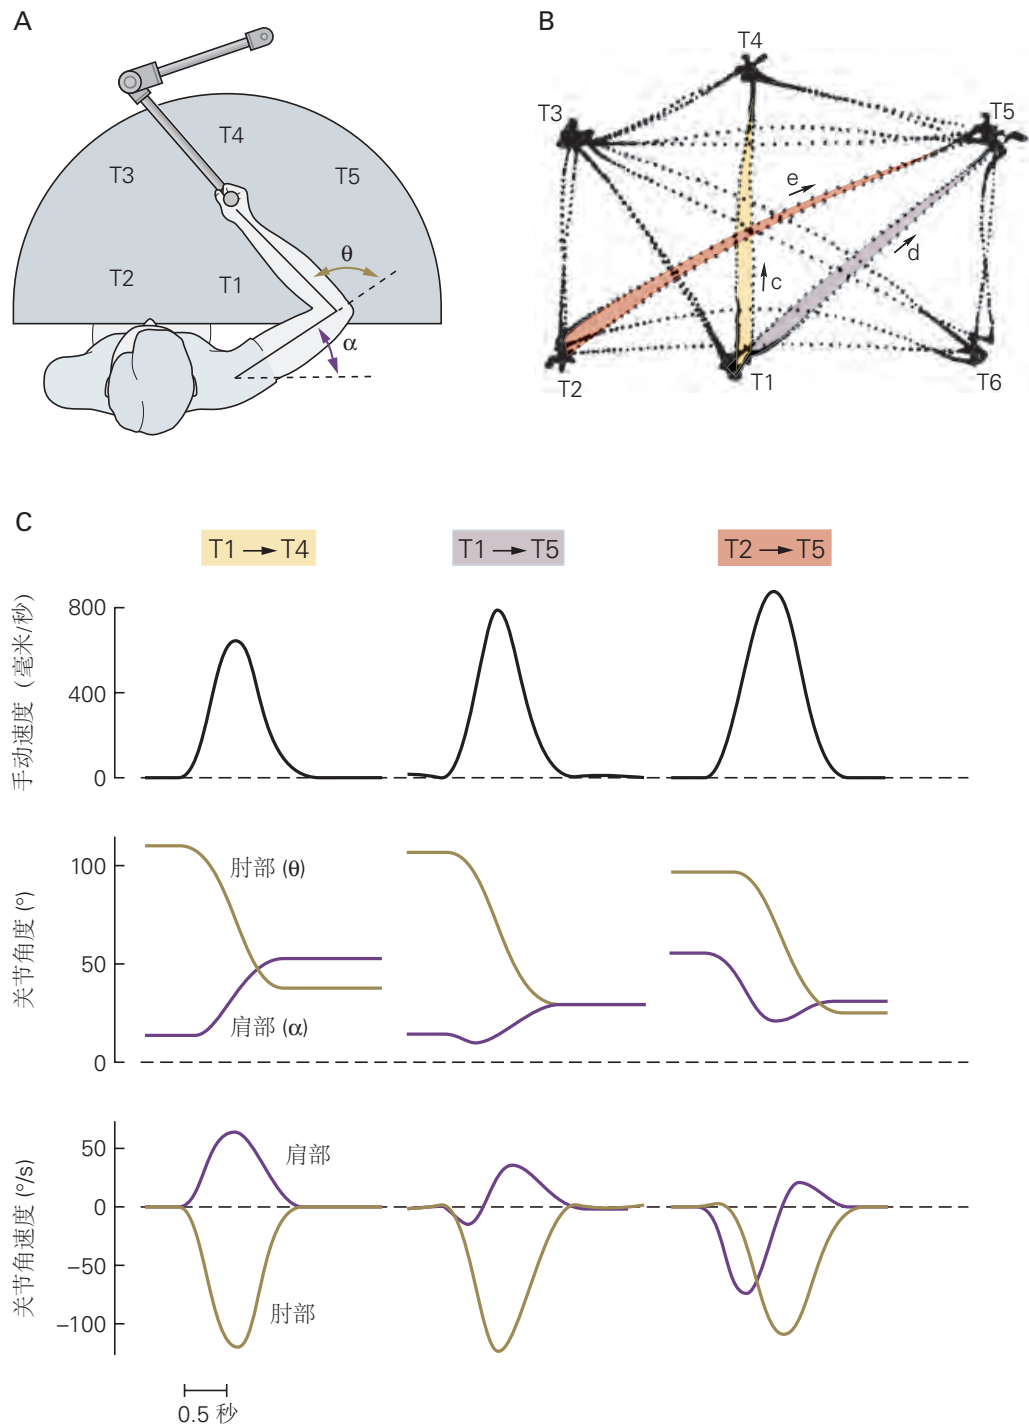 A
T4
T3
T5
T2
T1
θ
α
B
T4
T3
T5
e
d
c
T2
T1
T6
C
T1 → T4
T1 → T5
T2 → T5
手动速度 (毫米/秒)
800
400
0
关节角度 (°)
100
50
0
肘部 (θ)
肩部 (α)
关节角速度 (°/s)
50
0
−50
−100
肩部
肘部
0.5 秒